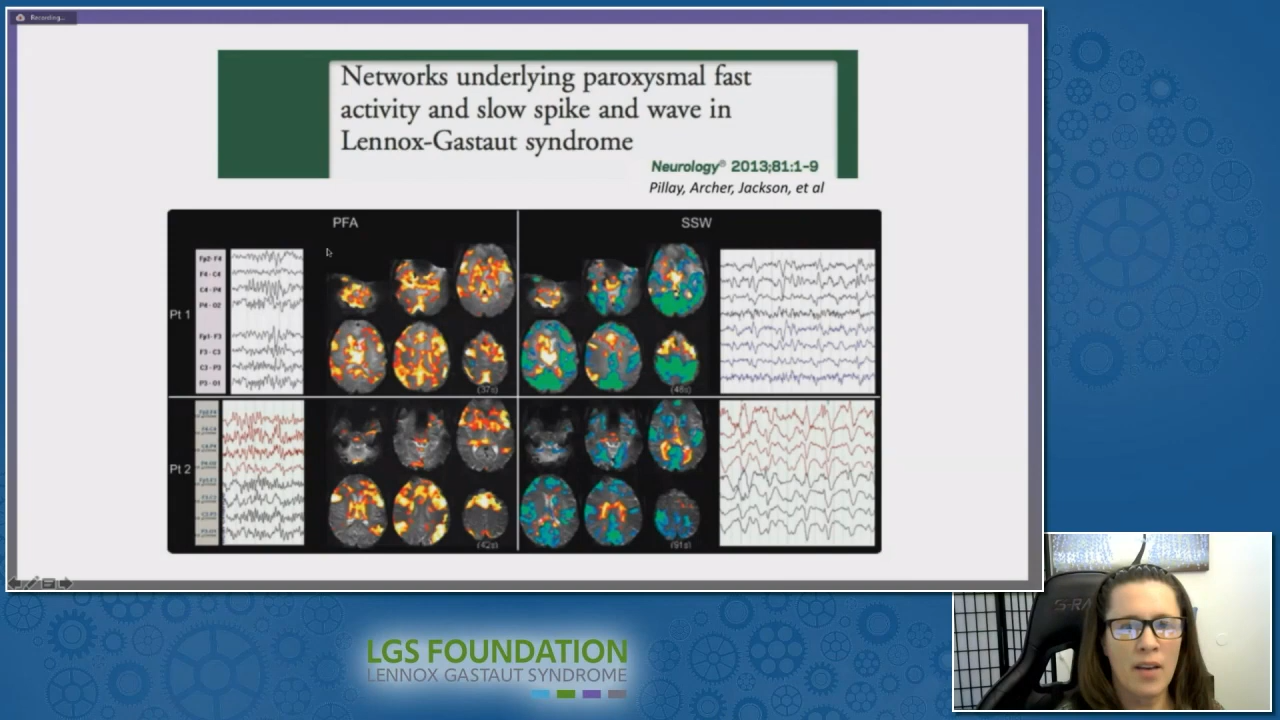 Recording...
Networks underlying paroxysmal fast
activity and slow spike and wave in
Lennox-Gastaut syndrome
Neurology® 2013;81:1-9
Pillay, Archer, Jackson, et al
PFA
SSW
Pt 1
Fp2-F4
F4-C4
C4-P4
P4-O2
Fp1-F3
F3-C3
C3-P3
P3-O1
(37s)
(48s)
Pt 2
(42s)
(91s)
LGS FOUNDATION
LENNOX GASTAUT SYNDROME